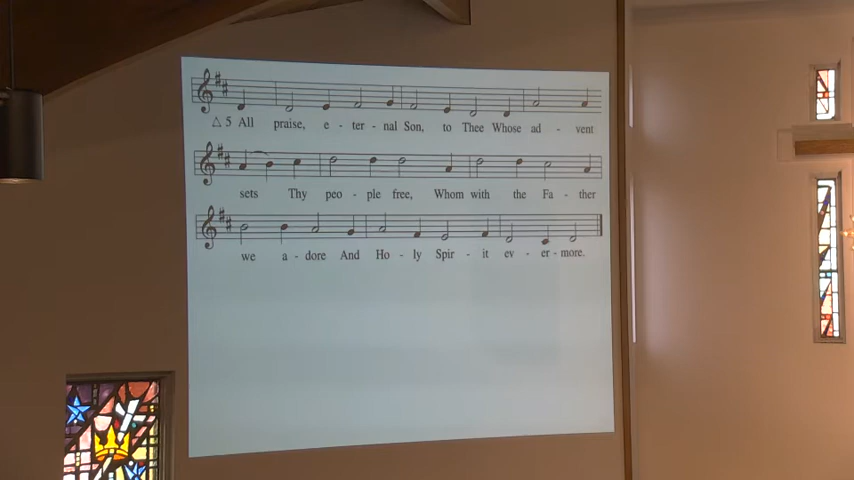 △ 5 All praise, e - ter - nal Son, to Thee Whose ad - vent
sets Thy peo - ple free, Whom with the Fa - ther
we a - dore And Ho - ly Spir - it ev - er - more.